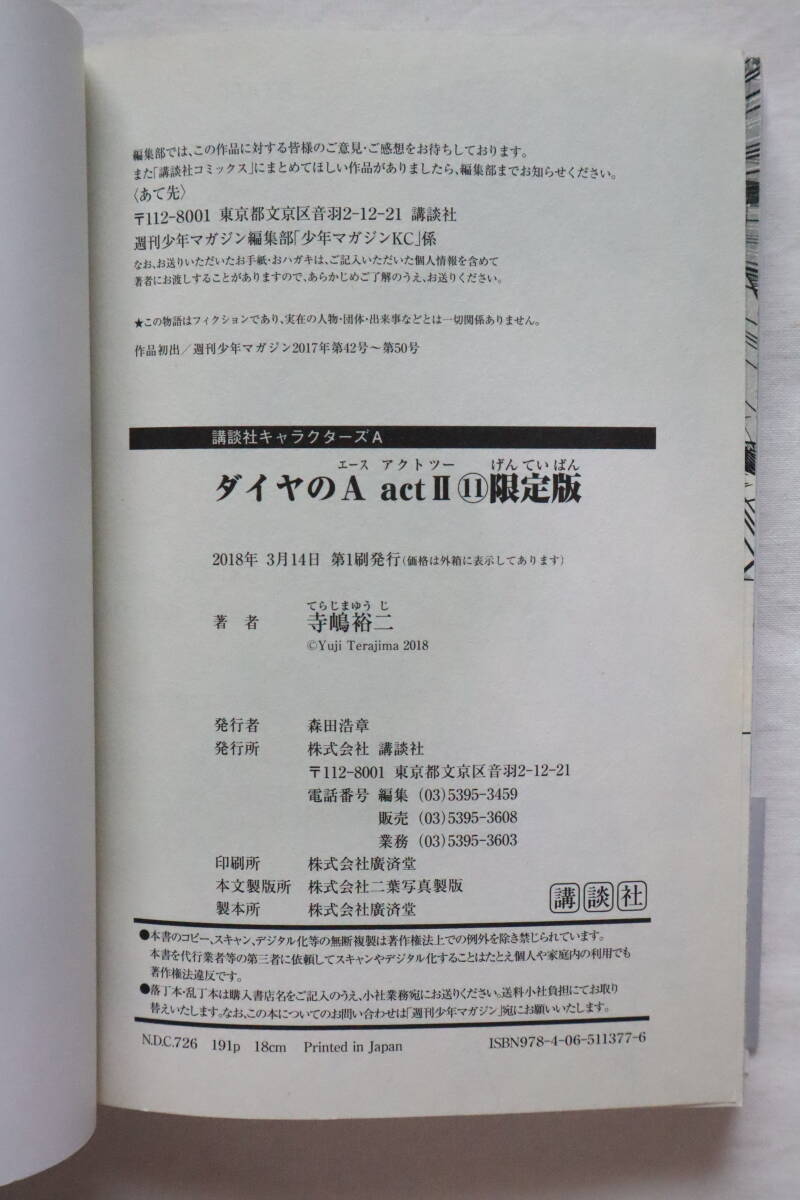 編集部では、この作品に対する皆様のご意見・ご感想をお待ちしております。
また「講談社コミックス」にまとめてほしい作品がありましたら、編集部までお知らせください。
〈あて先〉
〒112-8001 東京都文京区音羽2-12-21 講談社
週刊少年マガジン編集部「少年マガジンKC」係
なお、お送りいただいたお手紙・おハガキは、ご記入いただいた個人情報を含めて
著者にお渡しすることがありますので、あらかじめご了解のうえ、お送りください。
★この物語はフィクションであり、実在の人物・団体・出来事などとは一切関係ありません。
作品初出／週刊少年マガジン2017年第42号〜第50号
講談社キャラクターズA
エース アクトツー げんていばん
ダイヤのA actⅡ⑪限定版
2018年 3月14日 第1刷発行(価格は外箱に表示してあります)
てらじまゆうじ
著 者 寺嶋裕二
©Yuji Terajima 2018
発行者 森田浩章
発行所 株式会社 講談社
〒112-8001 東京都文京区音羽2-12-21
電話番号 編集 (03)5395-3459
販売 (03)5395-3608
業務 (03)5395-3603
印刷所 株式会社廣済堂
本文製版所 株式会社二葉写真製版
製本所 株式会社廣済堂
講談社
●本書のコピー、スキャン、デジタル化等の無断複製は著作権法上での例外を除き禁じられています。
本書を代行業者等の第三者に依頼してスキャンやデジタル化することはたとえ個人や家庭内の利用でも
著作権法違反です。
●落丁本・乱丁本は購入書店名をご記入のうえ、小社業務宛にお送りください。送料小社負担にてお取り
替えいたします。なお、この本についてのお問い合わせは「週刊少年マガジン」宛にお願いいたします。
N.D.C.726 191p 18cm Printed in Japan ISBN978-4-06-511377-6